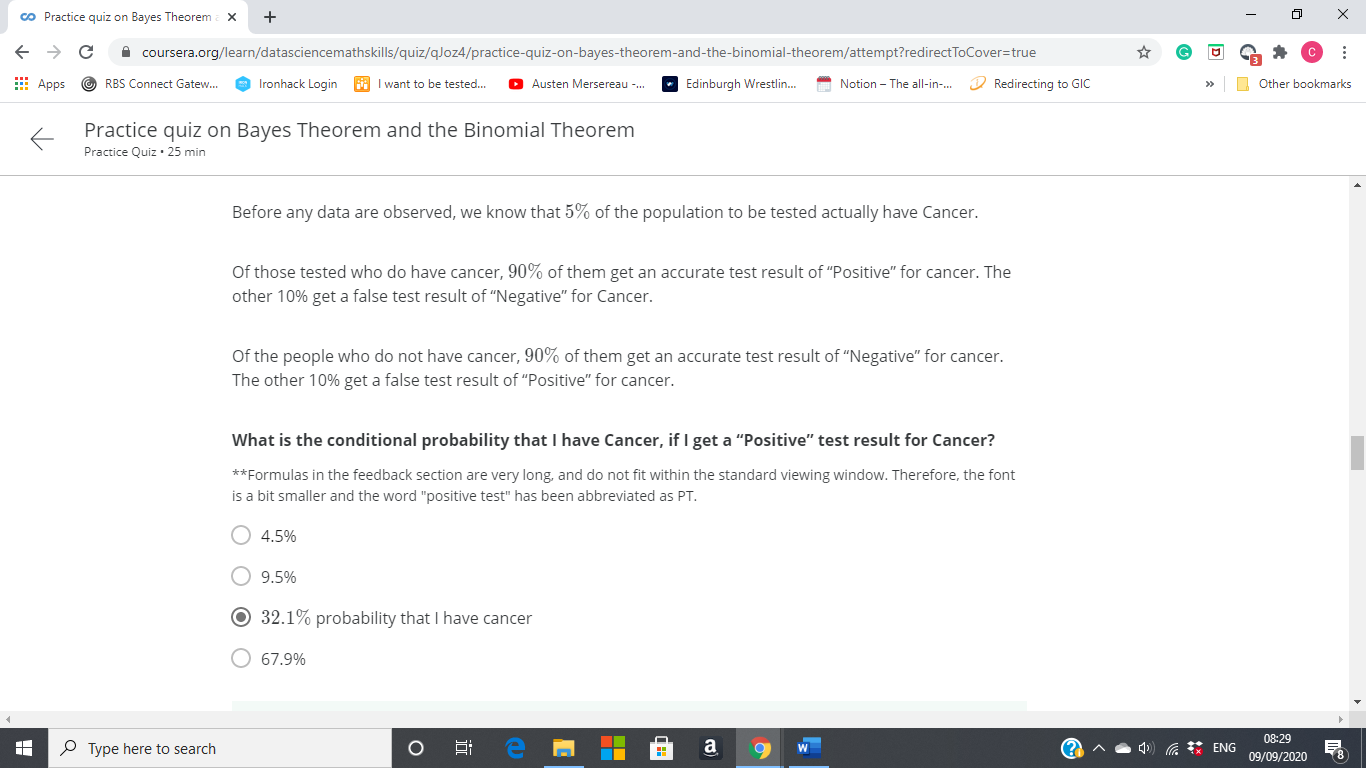 Practice quiz on Bayes Theorem a
coursera.org/learn/datasciencemathskills/quiz/qJoz4/practice-quiz-on-bayes-theorem-and-the-binomial-theorem/attempt?redirectToCover=true
G
3
C
Apps
RBS Connect Gatew...
Ironhack Login
I want to be tested...
Austen Mersereau -...
Edinburgh Wrestlin...
Notion – The all-in-...
Redirecting to GIC
»
Other bookmarks
Practice quiz on Bayes Theorem and the Binomial Theorem
Practice Quiz • 25 min
Before any data are observed, we know that 5% of the population to be tested actually have Cancer.
Of those tested who do have cancer, 90% of them get an accurate test result of “Positive” for cancer. The
other 10% get a false test result of “Negative” for Cancer.
Of the people who do not have cancer, 90% of them get an accurate test result of “Negative” for cancer.
The other 10% get a false test result of “Positive” for cancer.
What is the conditional probability that I have Cancer, if I get a “Positive” test result for Cancer?
**Formulas in the feedback section are very long, and do not fit within the standard viewing window. Therefore, the font
is a bit smaller and the word "positive test" has been abbreviated as PT.
4.5%
9.5%
32.1% probability that I have cancer
67.9%
Type here to search
ENG
08:29
09/09/2020
8